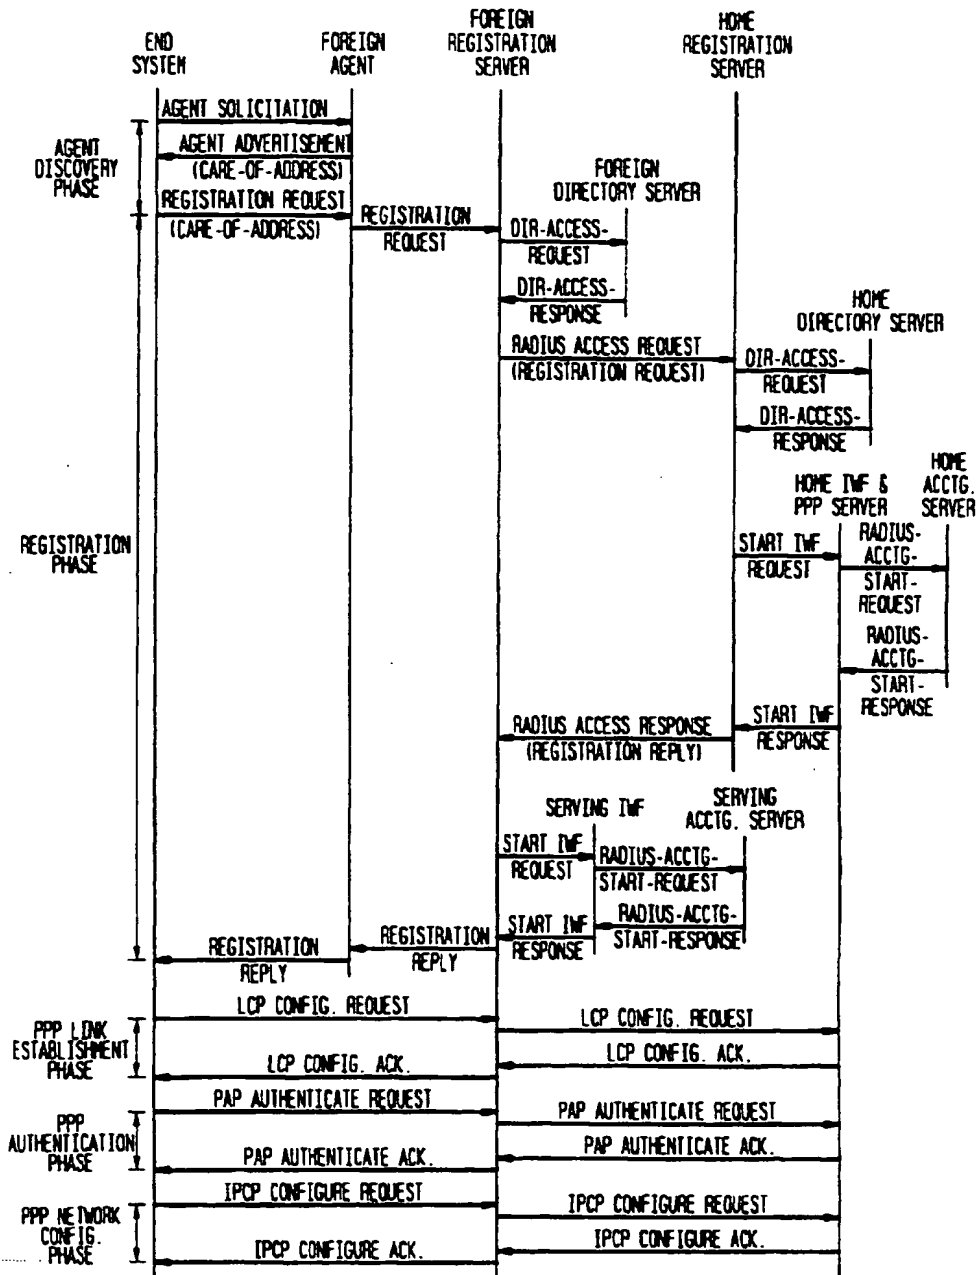 END
SYSTEM
FOREIGN
AGENT
FOREIGN
REGISTRATION
SERVER
HOME
REGISTRATION
SERVER
AGENT SOLICITATION
AGENT ADVERTISEMENT
(CARE-OF-ADDRESS)
AGENT
DISCOVERY
PHASE
REGISTRATION REQUEST
(CARE-OF-ADDRESS)
REGISTRATION
REQUEST
FOREIGN
DIRECTORY SERVER
DIR-ACCESS-
REQUEST
DIR-ACCESS-
RESPONSE
HOME
DIRECTORY SERVER
RADIUS ACCESS REQUEST
(REGISTRATION REQUEST)
DIR-ACCESS-
REQUEST
DIR-ACCESS-
RESPONSE
HOME IWF &
PPP SERVER
HOME
ACCTG.
SERVER
REGISTRATION
PHASE
START IWF
REQUEST
RADIUS-
ACCTG-
START-
REQUEST
RADIUS-
ACCTG-
START-
RESPONSE
START IWF
RESPONSE
RADIUS ACCESS RESPONSE
(REGISTRATION REPLY)
SERVING IWF
SERVING
ACCTG. SERVER
START IWF
REQUEST
RADIUS-ACCTG-
START-REQUEST
RADIUS-ACCTG-
START-RESPONSE
START IWF
RESPONSE
REGISTRATION
REPLY
REGISTRATION
REPLY
LCP CONFIG. REQUEST
LCP CONFIG. REQUEST
PPP LINK
ESTABLISHMENT
PHASE
LCP CONFIG. ACK.
LCP CONFIG. ACK.
PAP AUTHENTICATE REQUEST
PAP AUTHENTICATE REQUEST
PPP
AUTHENTICATION
PHASE
PAP AUTHENTICATE ACK.
PAP AUTHENTICATE ACK.
IPCP CONFIGURE REQUEST
IPCP CONFIGURE REQUEST
PPP NETWORK
CONFIG.
PHASE
IPCP CONFIGURE ACK.
IPCP CONFIGURE ACK.